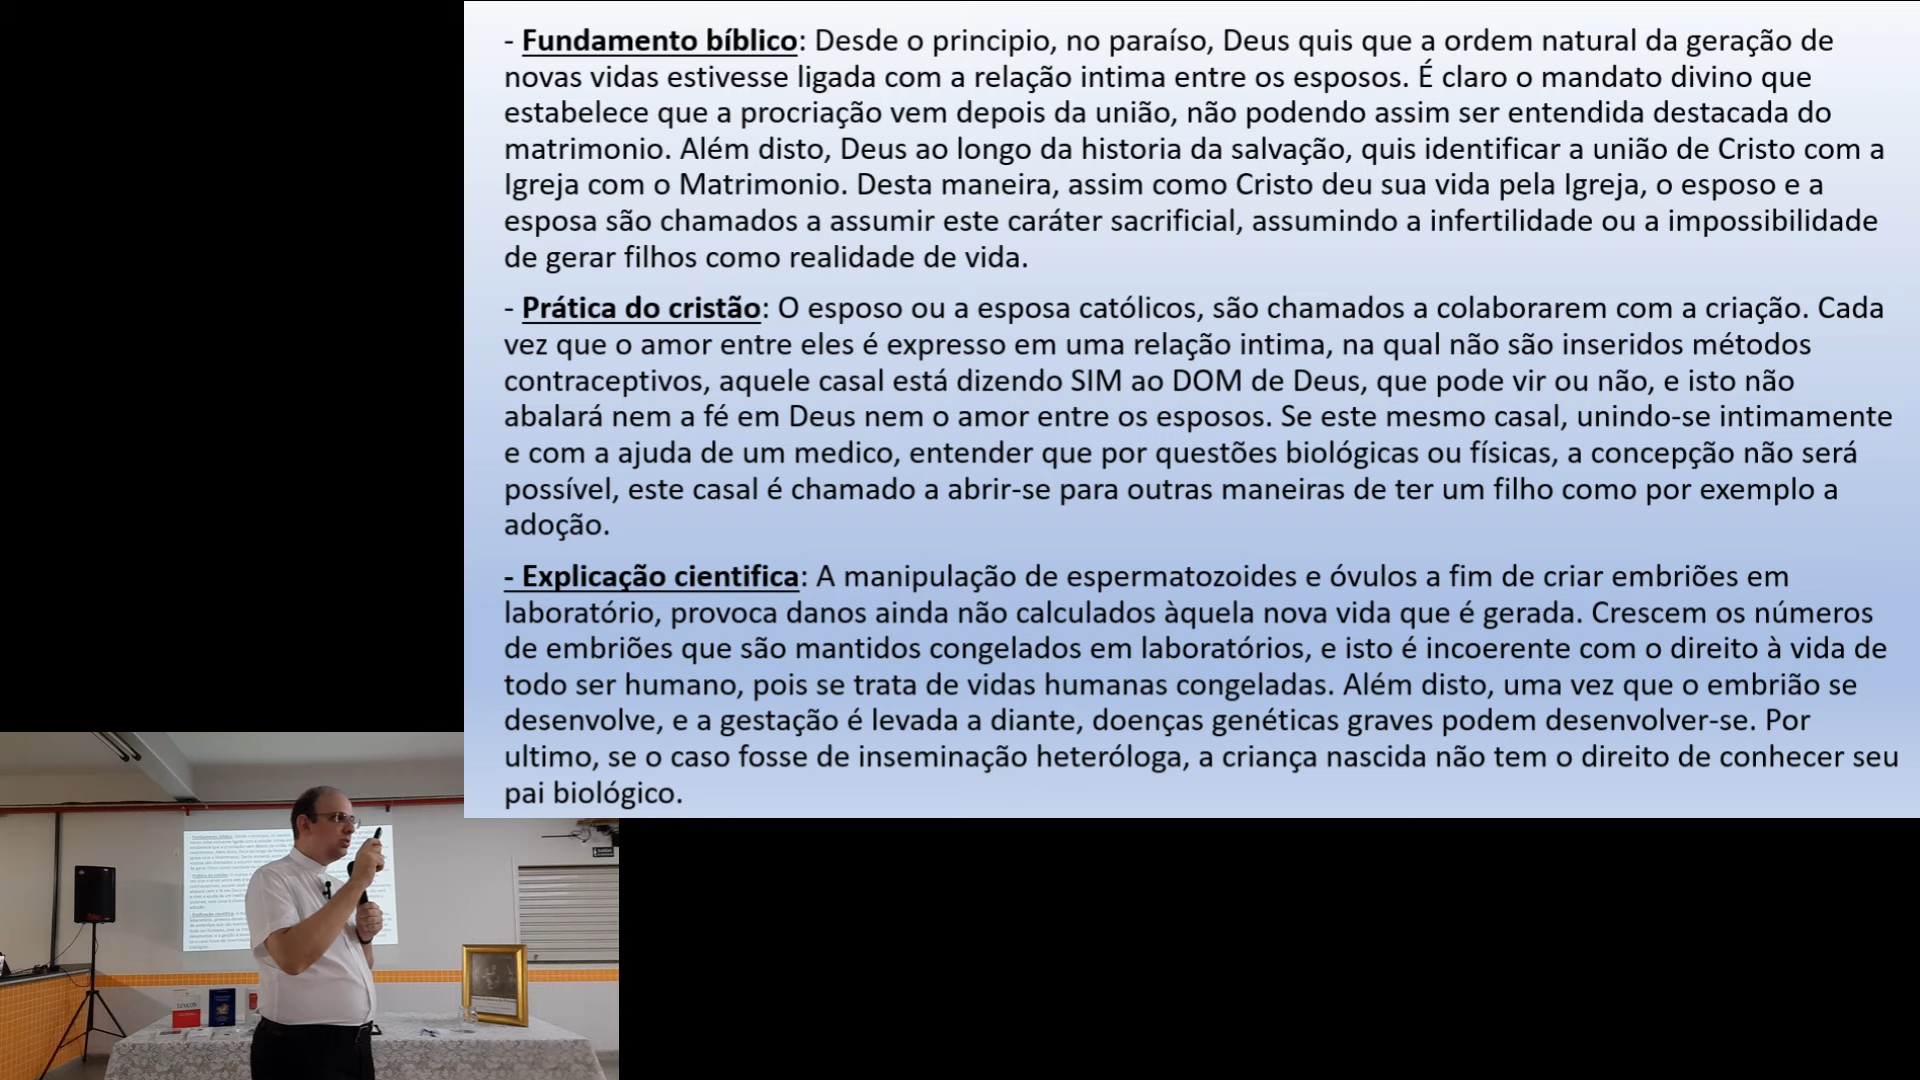 - Fundamento bíblico: Desde o principio, no paraíso, Deus quis que a ordem natural da geração de
novas vidas estivesse ligada com a relação intima entre os esposos. É claro o mandato divino que
estabelece que a procriação vem depois da união, não podendo assim ser entendida destacada do
matrimonio. Além disto, Deus ao longo da historia da salvação, quis identificar a união de Cristo com a
Igreja com o Matrimonio. Desta maneira, assim como Cristo deu sua vida pela Igreja, o esposo e a
esposa são chamados a assumir este caráter sacrificial, assumindo a infertilidade ou a impossibilidade
de gerar filhos como realidade de vida.
- Prática do cristão: O esposo ou a esposa católicos, são chamados a colaborarem com a criação. Cada
vez que o amor entre eles é expresso em uma relação intima, na qual não são inseridos métodos
contraceptivos, aquele casal está dizendo SIM ao DOM de Deus, que pode vir ou não, e isto não
abalará nem a fé em Deus nem o amor entre os esposos. Se este mesmo casal, unindo-se intimamente
e com a ajuda de um medico, entender que por questões biológicas ou físicas, a concepção não será
possível, este casal é chamado a abrir-se para outras maneiras de ter um filho como por exemplo a
adoção.
- Explicação cientifica: A manipulação de espermatozoides e óvulos a fim de criar embriões em
laboratório, provoca danos ainda não calculados àquela nova vida que é gerada. Crescem os números
de embriões que são mantidos congelados em laboratórios, e isto é incoerente com o direito à vida de
todo ser humano, pois se trata de vidas humanas congeladas. Além disto, uma vez que o embrião se
desenvolve, e a gestação é levada a diante, doenças genéticas graves podem desenvolver-se. Por
ultimo, se o caso fosse de inseminação heteróloga, a criança nascida não tem o direito de conhecer seu
pai biológico.